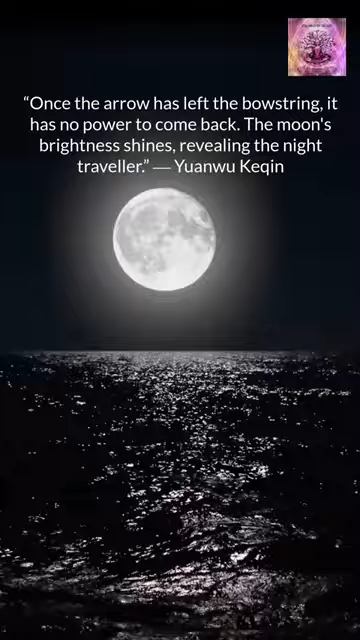 “Once the arrow has left the bowstring, it
has no power to come back. The moon's
brightness shines, revealing the night
traveller.” — Yuanwu Keqin